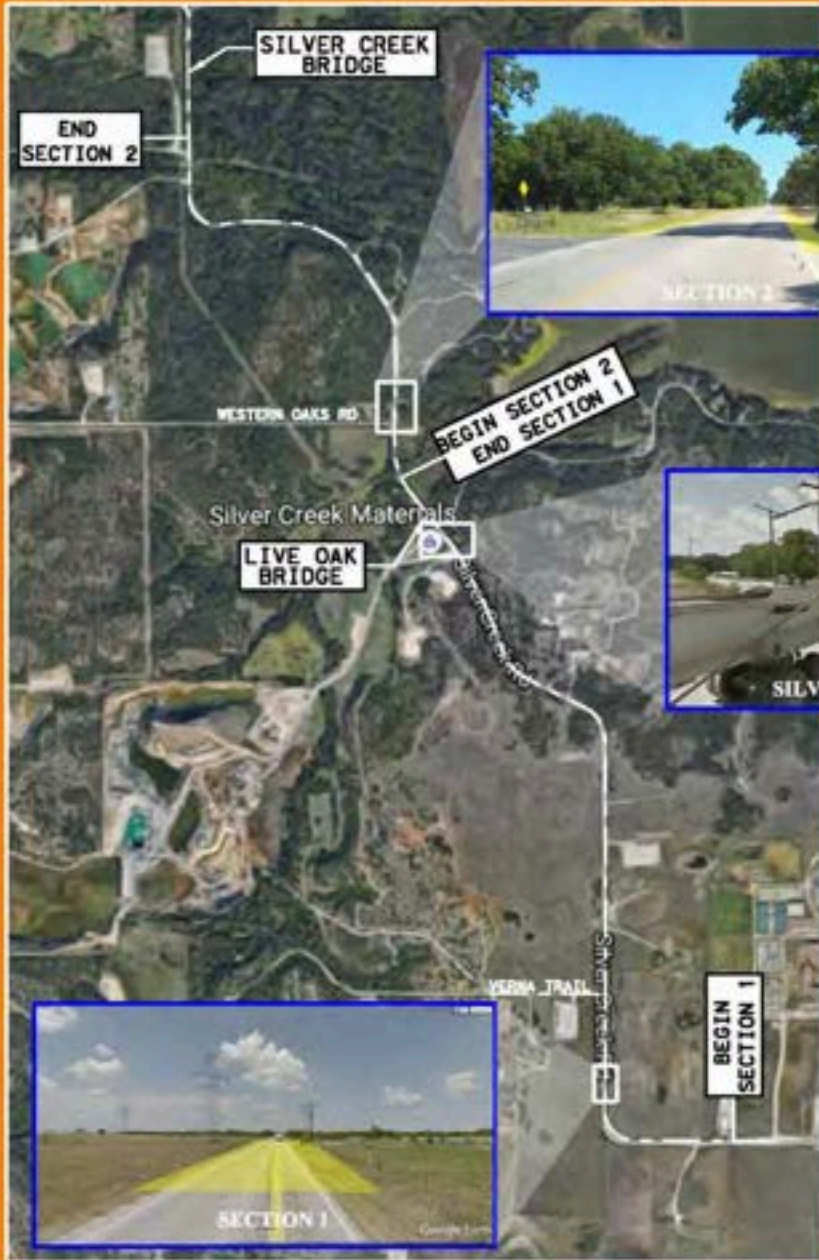 SILVER CREEK
BRIDGE
END
SECTION 2
SECTION 2
WESTERN OAKS RD
BEGIN SECTION 2
END SECTION 1
Silver Creek Materials
LIVE OAK
BRIDGE
SILV
VERNA TRAIL
BEGIN
SECTION 1
SECTION 1